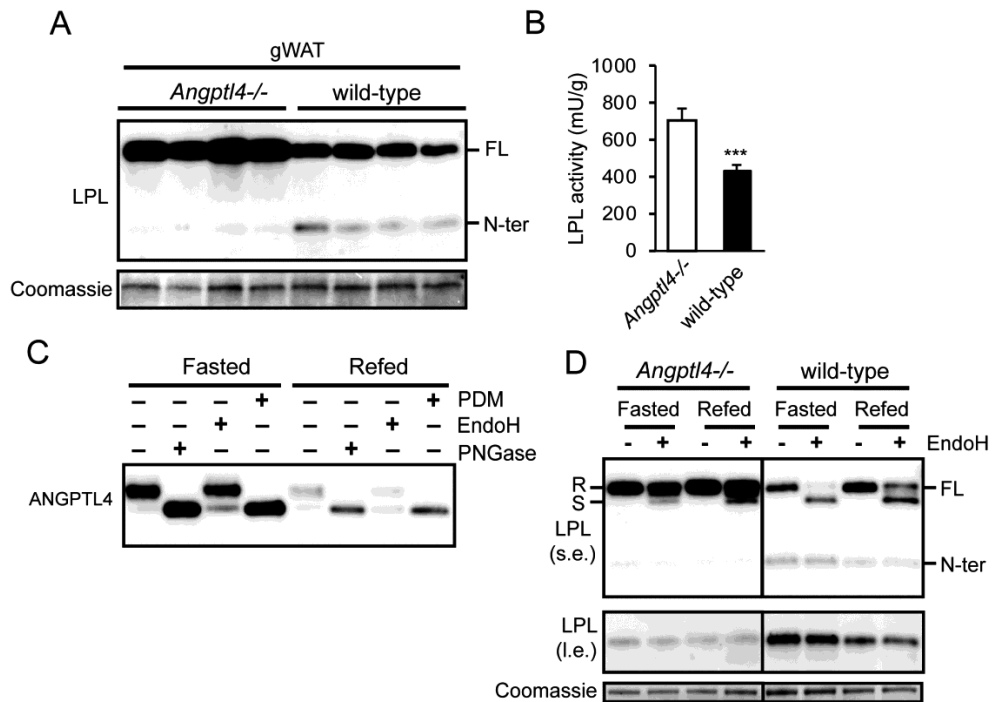 A
gWAT
Angptl4-/- wild-type
FL
LPL
N-ter
Coomassie
B
LPL activity (mU/g)
1000
800
600
400
200
0
***
Angptl4-/-
wild-type
C
Fasted Refed
− − − + − − − + PDM
− − + − − − + − EndoH
− + − − − + − − PNGase
ANGPTL4
D
Angptl4-/- wild-type
Fasted Refed Fasted Refed
- + - + - + - + EndoH
R
FL
S
LPL
(s.e.)
N-ter
LPL
(l.e.)
Coomassie